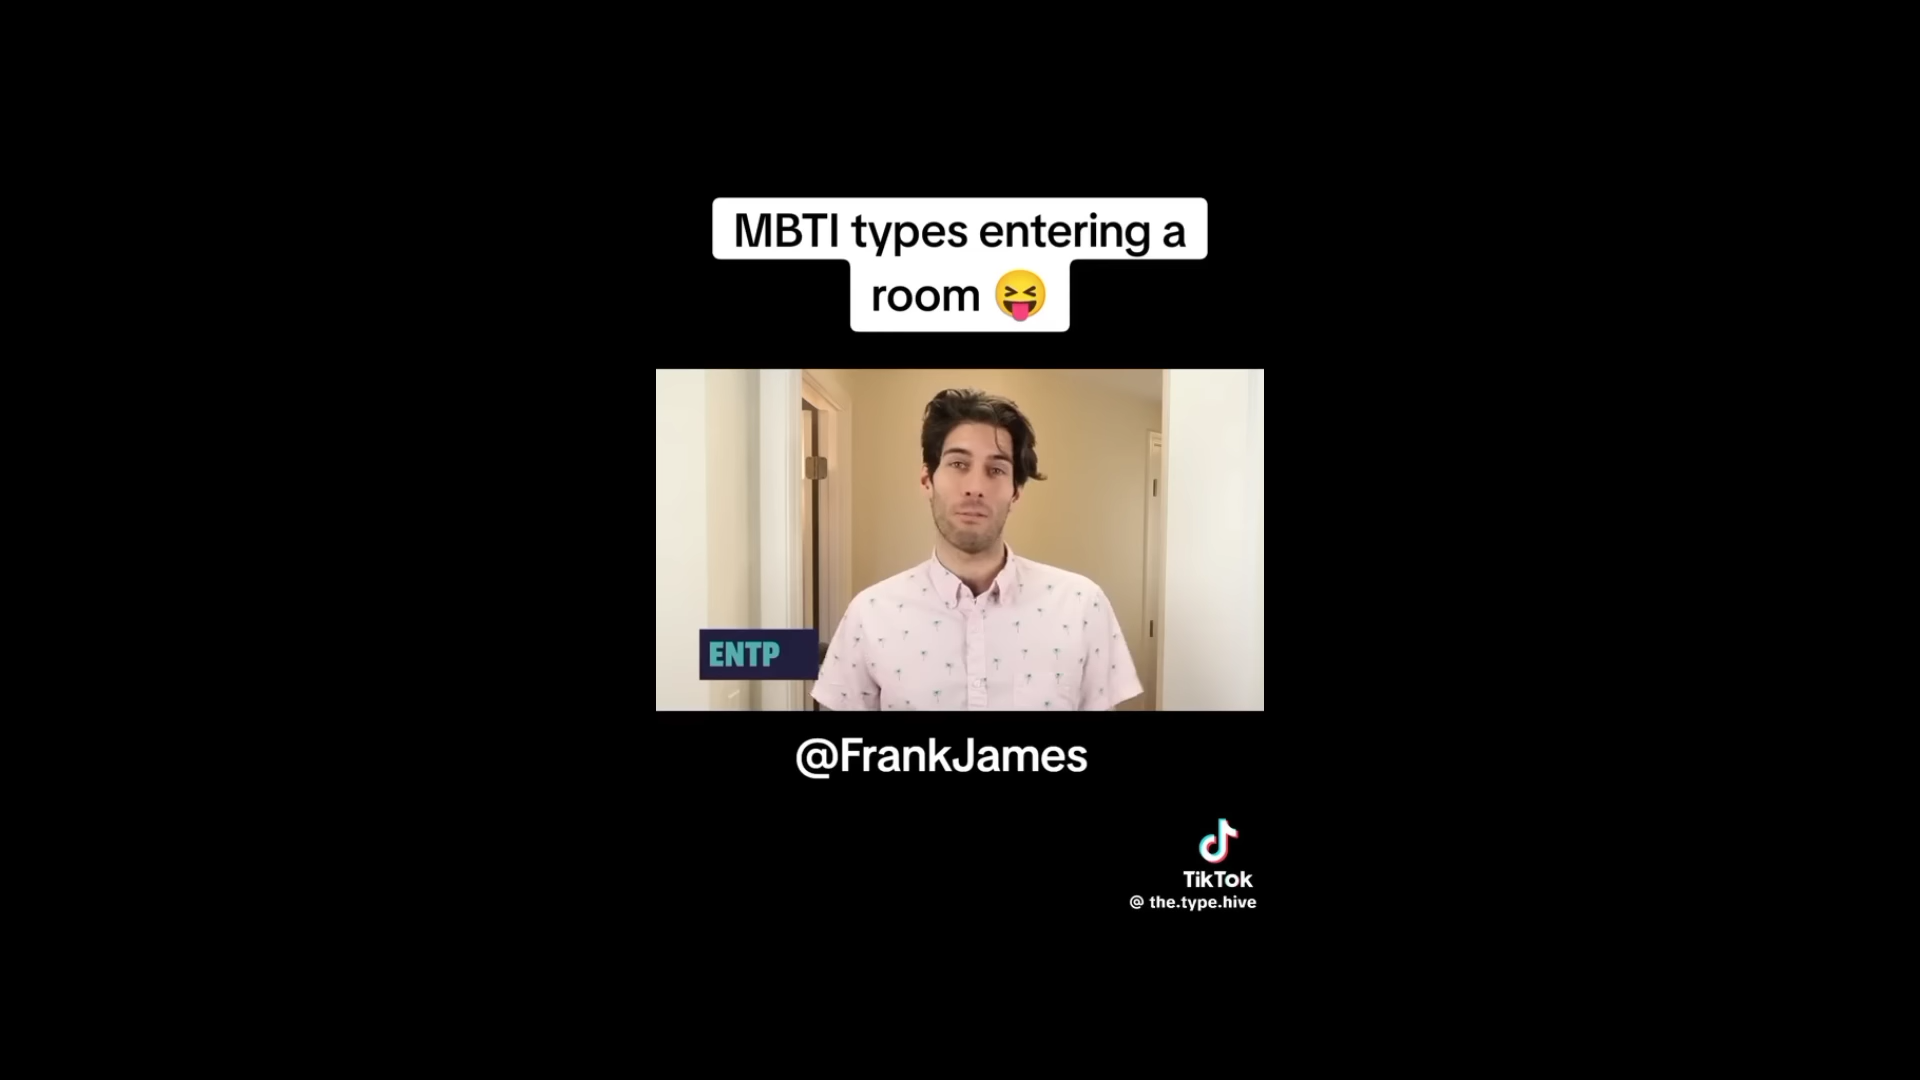 MBTI types entering a
room 😝
ENTP
@FrankJames
TikTok
@ the.type.hive